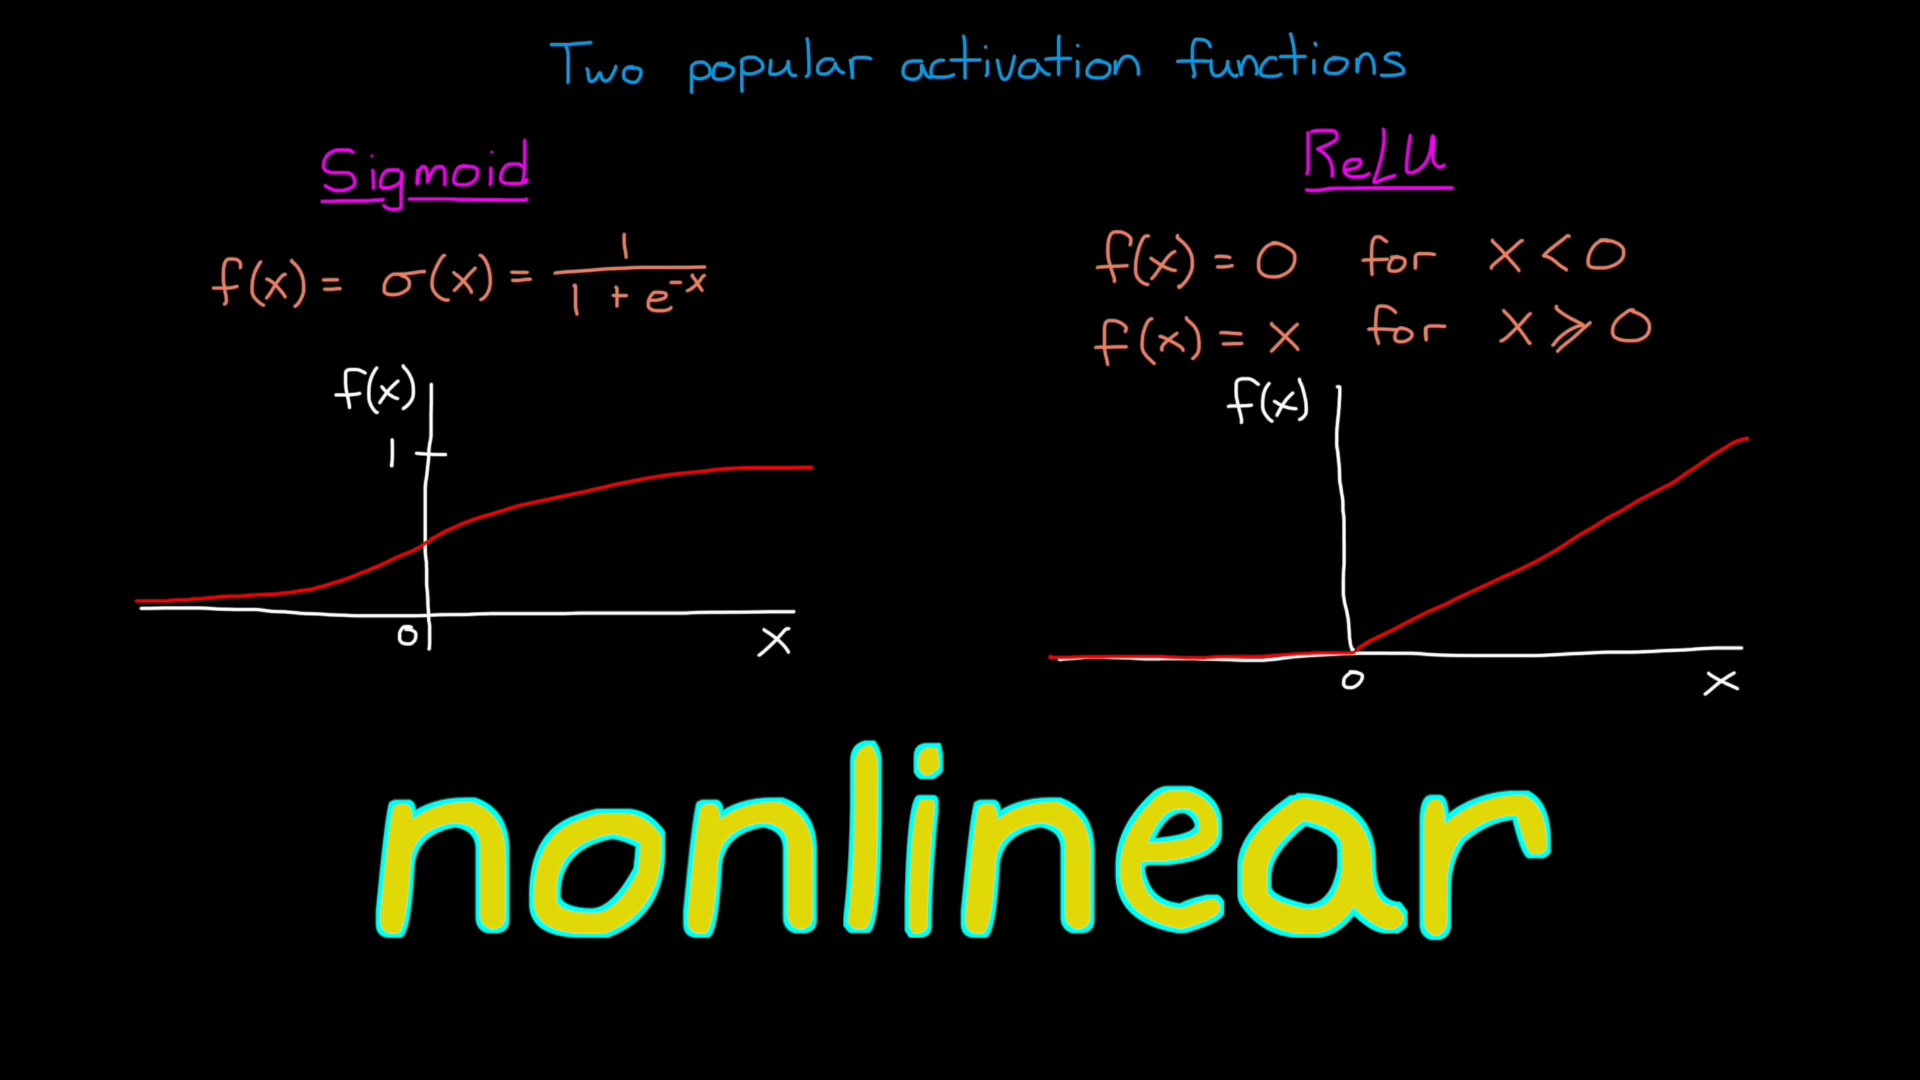 Two popular activation functions
Sigmoid
f(x) = σ(x) = 1 / (1 + e^-x)
f(x)
1
0
x
ReLU
f(x) = 0 for x < 0
f(x) = x for x ⩾ 0
f(x)
0
x
nonlinear